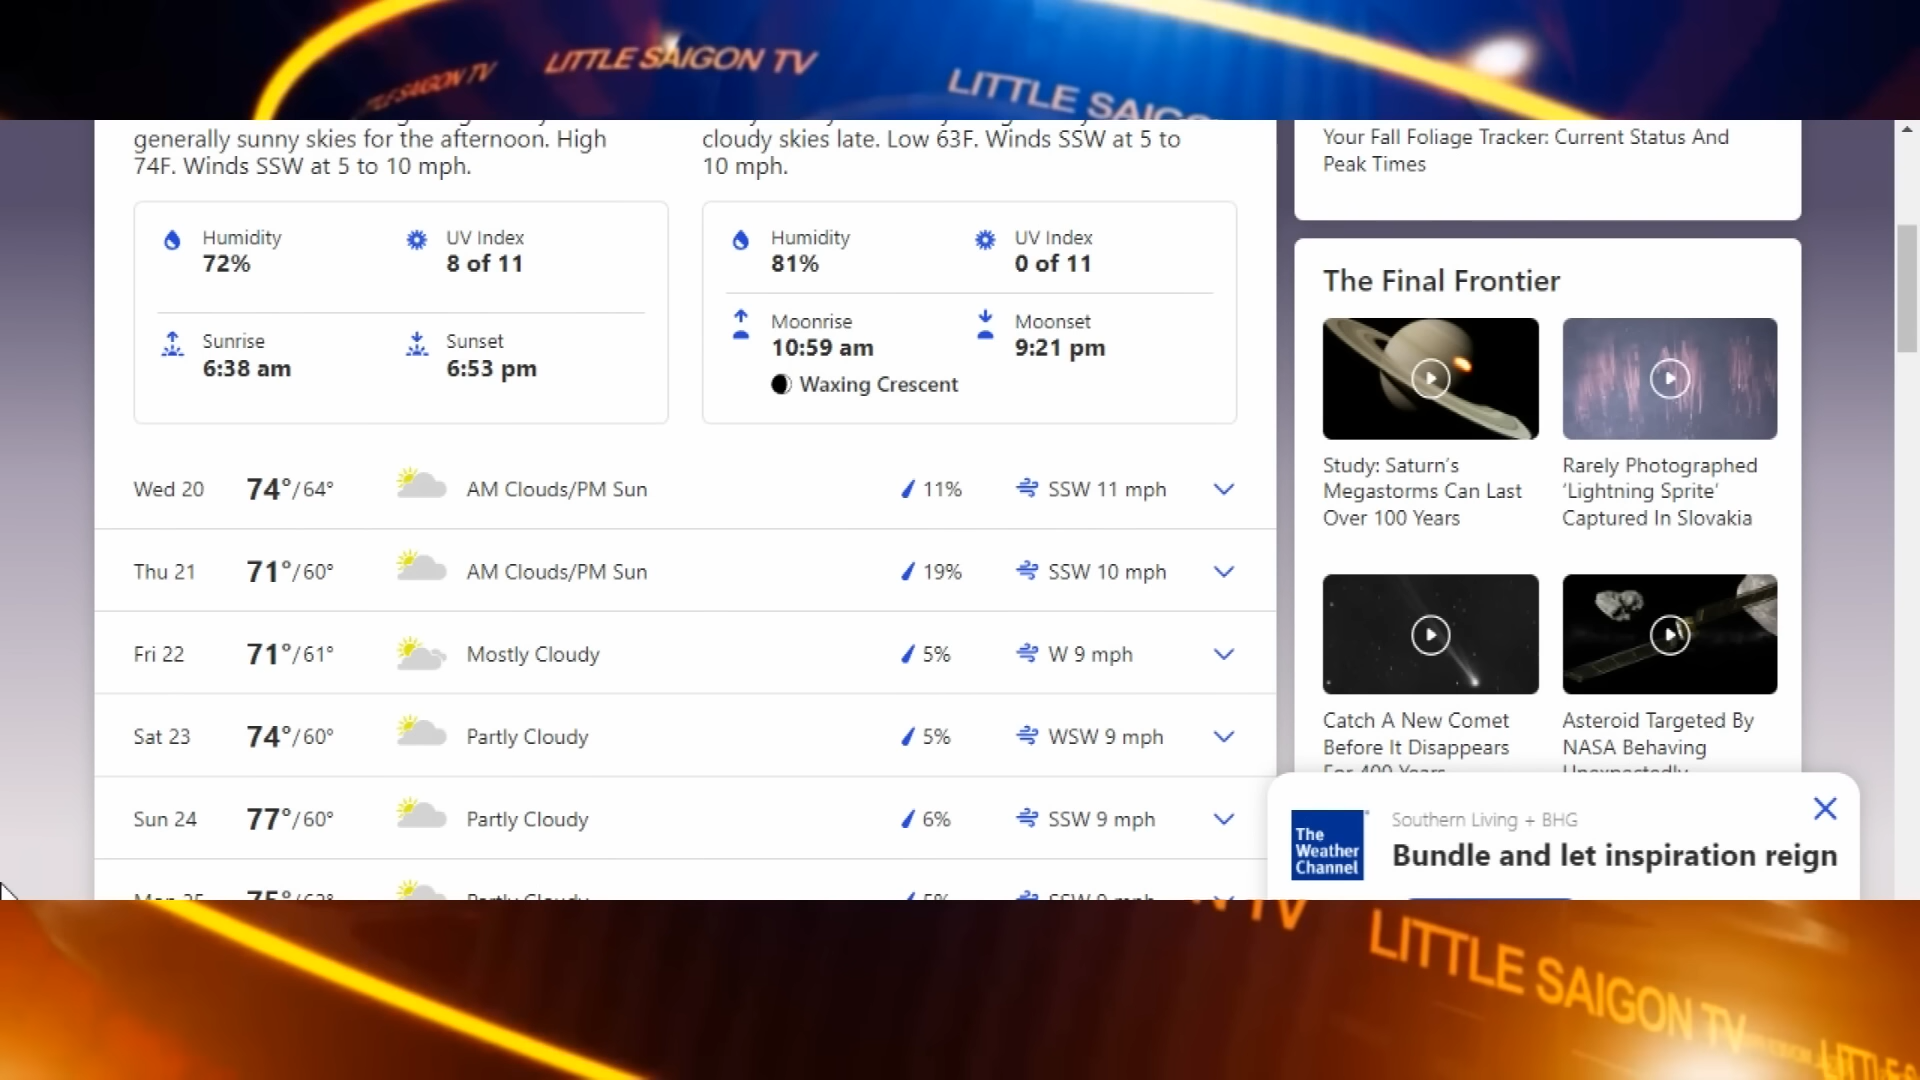 LITTLE SAIGON TV
LITTLE SAIGON TV
LITTLE
generally sunny skies for the afternoon. High
74F. Winds SSW at 5 to 10 mph.
cloudy skies late. Low 63F. Winds SSW at 5 to
10 mph.
Humidity
72%
UV Index
8 of 11
Sunrise
6:38 am
Sunset
6:53 pm
Humidity
81%
UV Index
0 of 11
Moonrise
10:59 am
Moonset
9:21 pm
Waxing Crescent
Wed 20 74°/64° AM Clouds/PM Sun 11% SSW 11 mph
Thu 21 71°/60° AM Clouds/PM Sun 19% SSW 10 mph
Fri 22 71°/61° Mostly Cloudy 5% W 9 mph
Sat 23 74°/60° Partly Cloudy 5% WSW 9 mph
Sun 24 77°/60° Partly Cloudy 6% SSW 9 mph
Your Fall Foliage Tracker: Current Status And
Peak Times
The Final Frontier
Study: Saturn's
Megastorms Can Last
Over 100 Years
Rarely Photographed
‘Lightning Sprite’
Captured In Slovakia
Catch A New Comet
Before It Disappears
For 400 Years
Asteroid Targeted By
NASA Behaving
Unexpectedly
The
Weather
Channel
Southern Living + BHG
Bundle and let inspiration reign
TV
LITTLE SAIGON TV